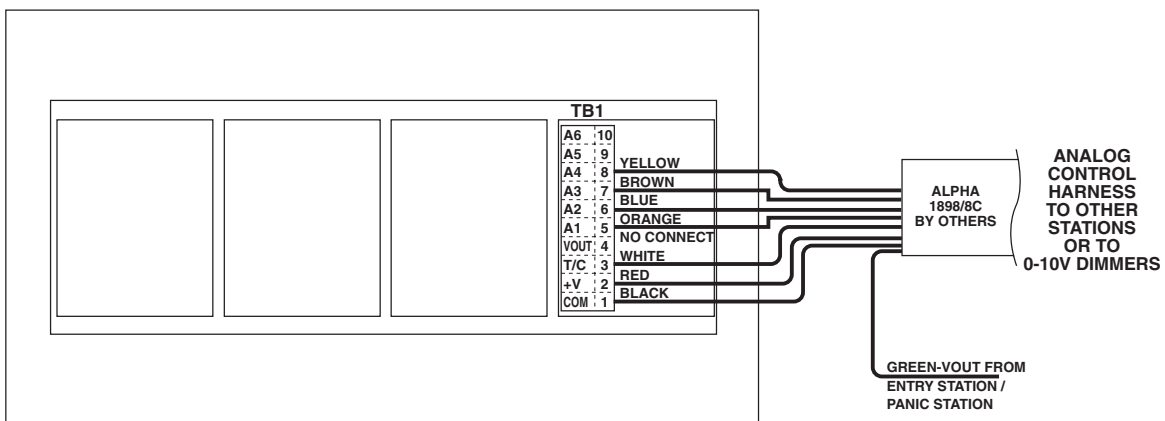 TB1
A6 10
A5 9
A4 8 YELLOW
A3 7 BROWN
A2 6 BLUE
A1 5 ORANGE
VOUT 4 NO CONNECT
T/C 3 WHITE
+V 2 RED
COM 1 BLACK
ALPHA
1898/8C
BY OTHERS
ANALOG
CONTROL
HARNESS
TO OTHER
STATIONS
OR TO
0-10V DIMMERS
GREEN-VOUT FROM
ENTRY STATION /
PANIC STATION